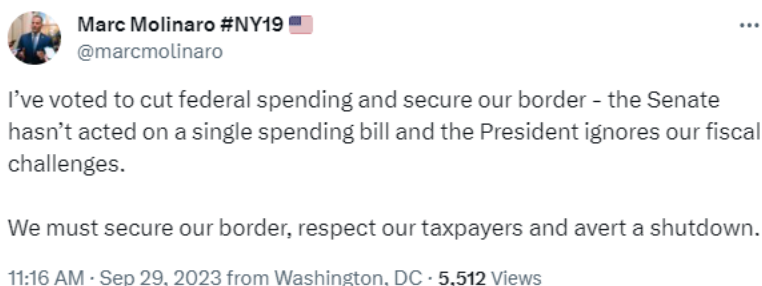 Marc Molinaro #NY19 🇺🇸
@marcmolinaro
I’ve voted to cut federal spending and secure our border - the Senate
hasn’t acted on a single spending bill and the President ignores our fiscal
challenges.
We must secure our border, respect our taxpayers and avert a shutdown.
11:16 AM · Sep 29, 2023 from Washington, DC · 5,512 Views